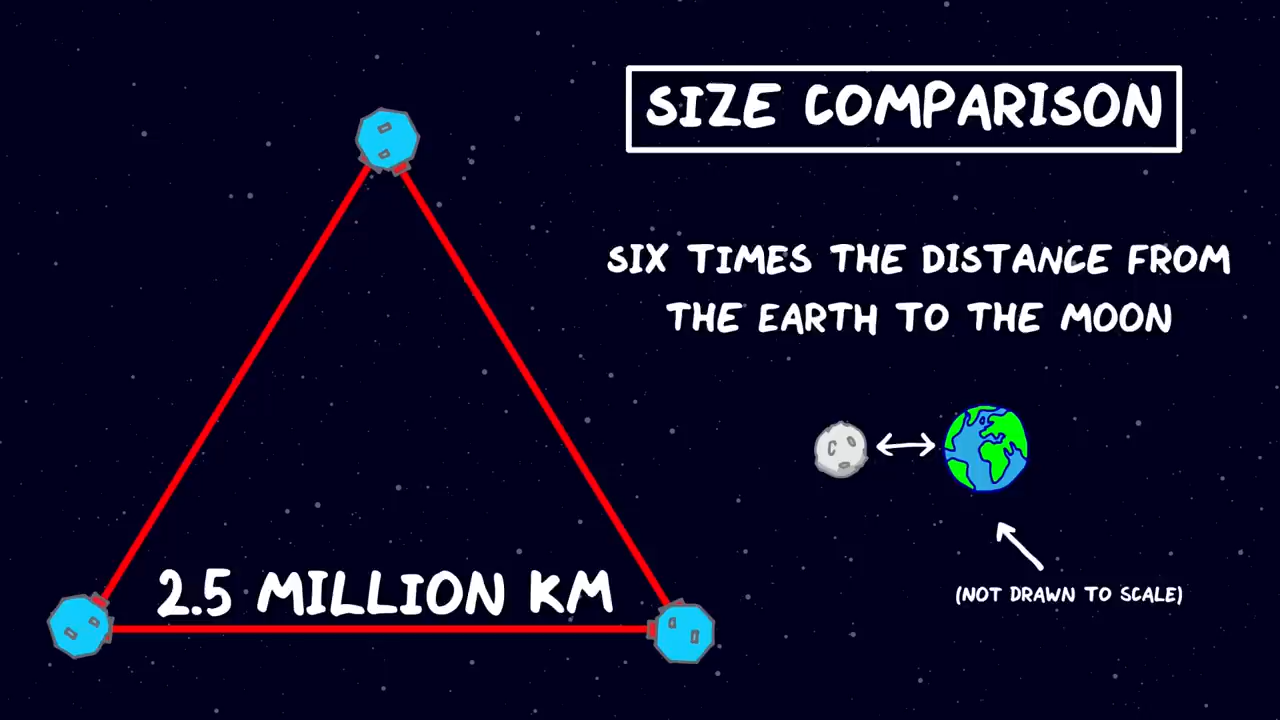 SIZE COMPARISON
SIX TIMES THE DISTANCE FROM
THE EARTH TO THE MOON
2.5 MILLION KM
(NOT DRAWN TO SCALE)